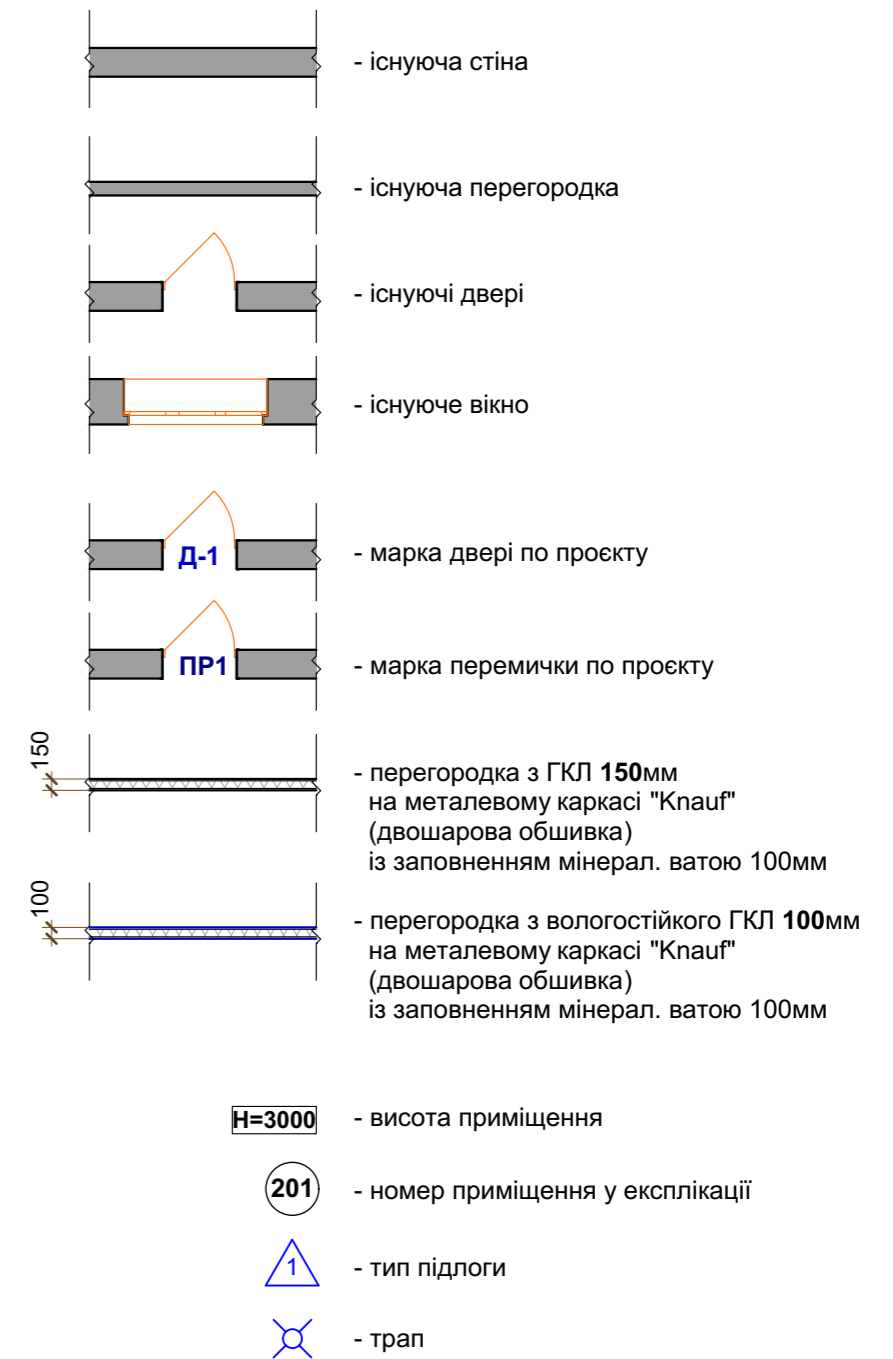 - існуюча стіна
- існуюча перегородка
- існуючі двері
- існуюче вікно
Д-1 - марка двері по проєкту
ПР1 - марка перемички по проєкту
150
- перегородка з ГКЛ 150мм
на металевому каркасі "Knauf"
(двошарова обшивка)
із заповненням мінерал. ватою 100мм
100
- перегородка з вологостійкого ГКЛ 100мм
на металевому каркасі "Knauf"
(двошарова обшивка)
із заповненням мінерал. ватою 100мм
H=3000 - висота приміщення
201 - номер приміщення у експлікації
1 - тип підлоги
- трап